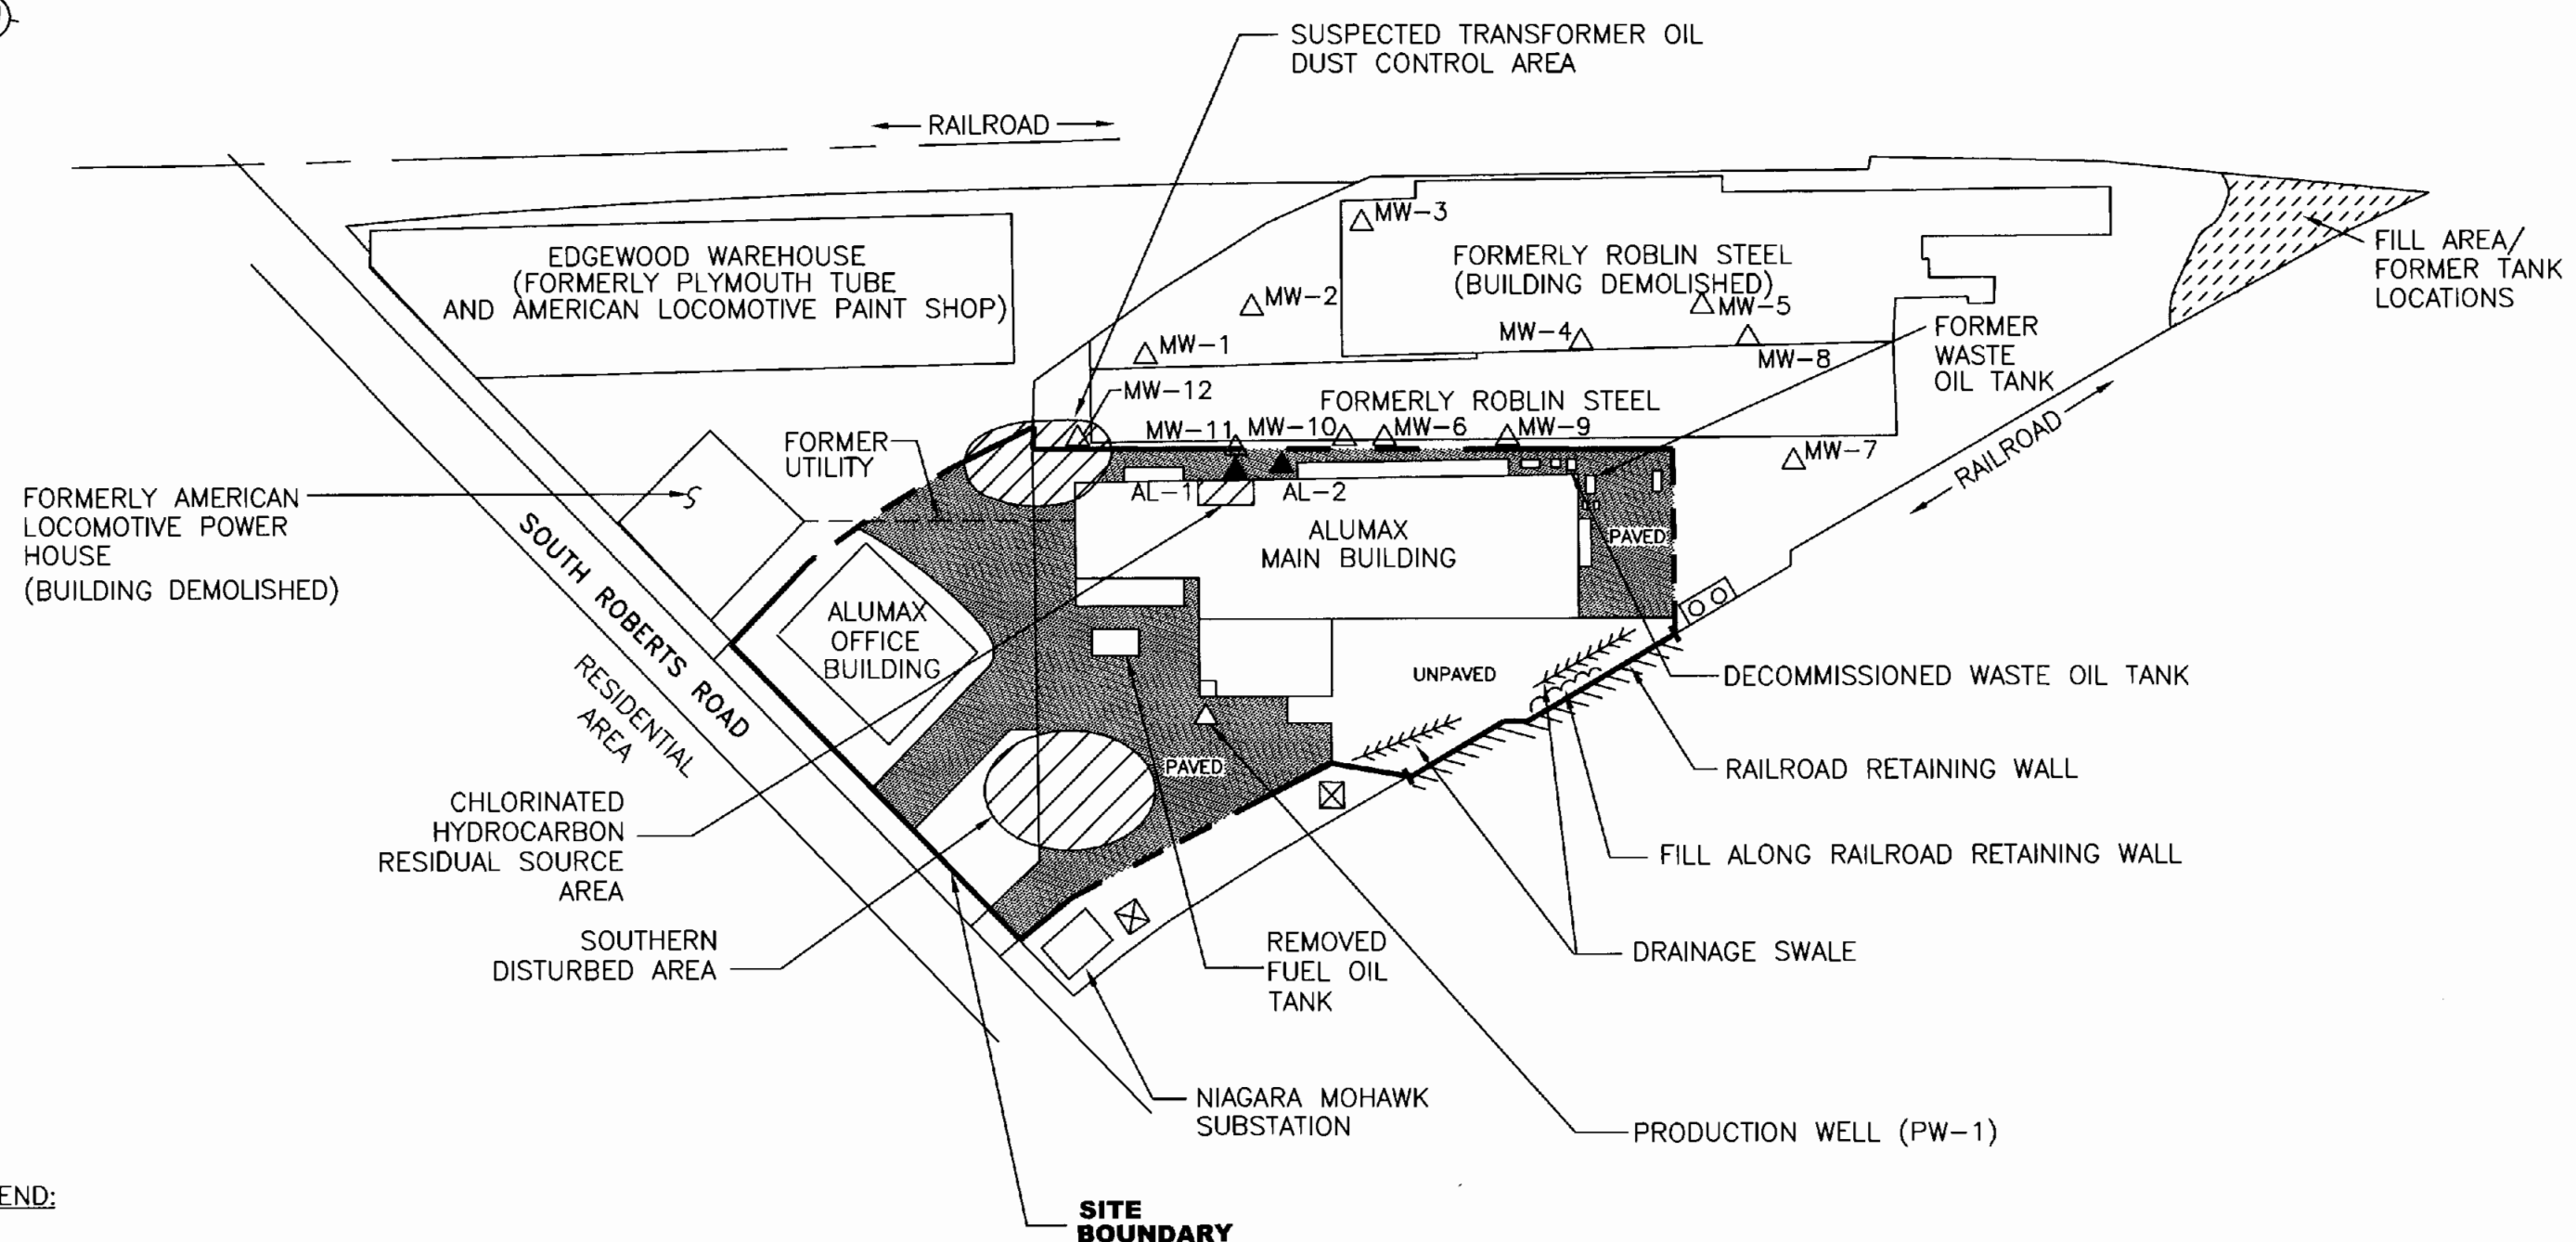 SUSPECTED TRANSFORMER OIL
DUST CONTROL AREA
RAILROAD
EDGEWOOD WAREHOUSE
(FORMERLY PLYMOUTH TUBE
AND AMERICAN LOCOMOTIVE PAINT SHOP)
MW-3
FORMERLY ROBLIN STEEL
(BUILDING DEMOLISHED)
FILL AREA/
FORMER TANK
LOCATIONS
MW-2
MW-5
MW-1
MW-4
MW-8
FORMER
WASTE
OIL TANK
MW-12
FORMERLY ROBLIN STEEL
MW-11
MW-10
MW-6
MW-9
MW-7
RAILROAD
FORMER
UTILITY
FORMERLY AMERICAN
LOCOMOTIVE POWER
HOUSE
(BUILDING DEMOLISHED)
AL-1
AL-2
ALUMAX
MAIN BUILDING
PAVED
SOUTH ROBERTS ROAD
RESIDENTIAL
AREA
ALUMAX
OFFICE
BUILDING
UNPAVED
DECOMMISSIONED WASTE OIL TANK
PAVED
RAILROAD RETAINING WALL
CHLORINATED
HYDROCARBON
RESIDUAL SOURCE
AREA
FILL ALONG RAILROAD RETAINING WALL
SOUTHERN
DISTURBED AREA
REMOVED
FUEL OIL
TANK
DRAINAGE SWALE
NIAGARA MOHAWK
SUBSTATION
PRODUCTION WELL (PW-1)
END:
SITE
BOUNDARY